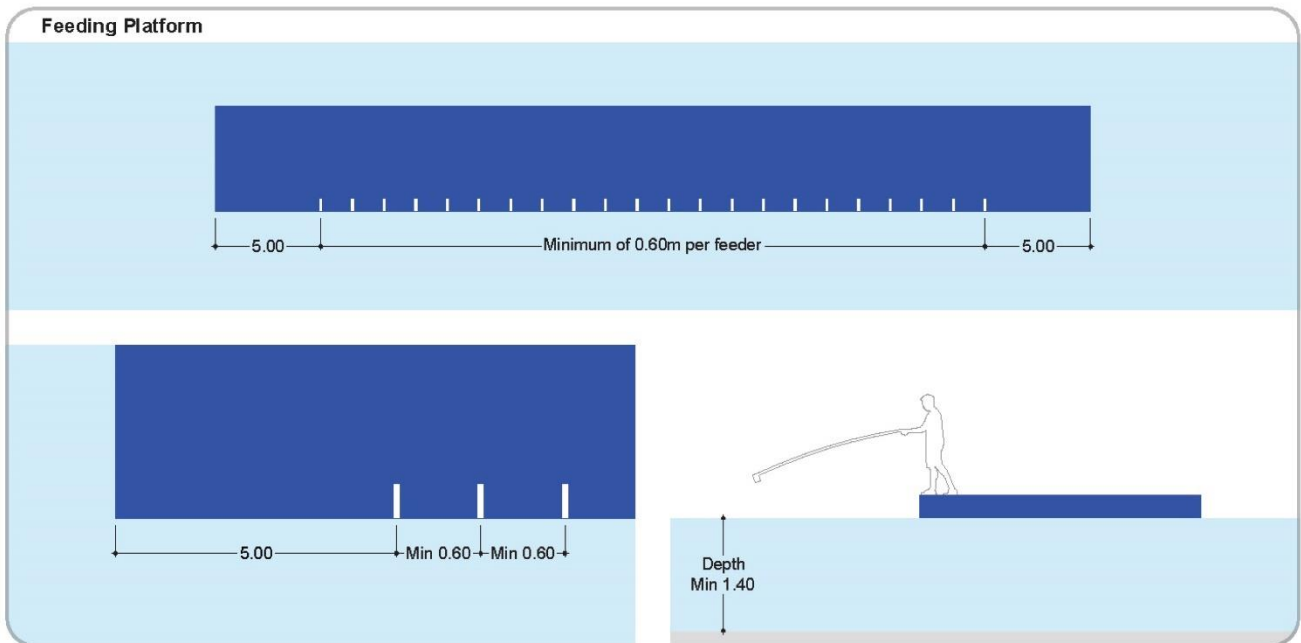 Feeding Platform
5.00
Minimum of 0.60m per feeder
5.00
5.00
Min 0.60
Min 0.60
Depth
Min 1.40